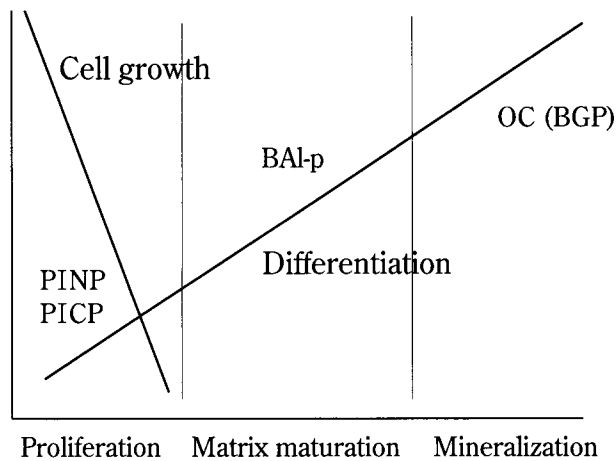 Cell growth
OC (BGP)
BAl-p
Differentiation
PINP
PICP
Proliferation Matrix maturation Mineralization